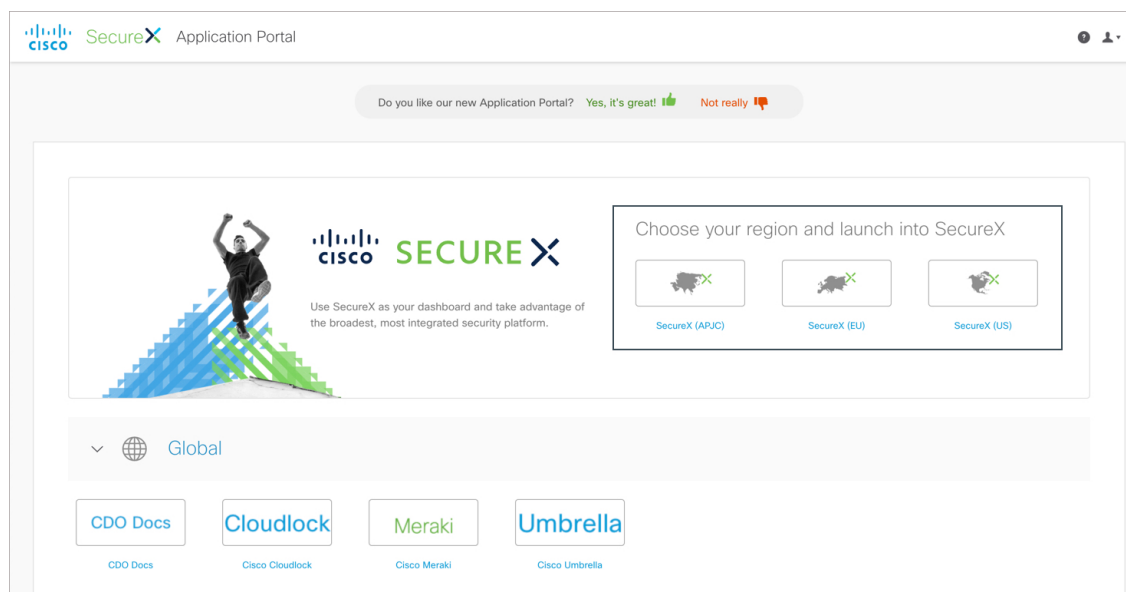 CISCO SecureX Application Portal
Do you like our new Application Portal? Yes, it's great! Not really
CISCO SECURE X
Use SecureX as your dashboard and take advantage of
the broadest, most integrated security platform.
Choose your region and launch into SecureX
SecureX (APJC) SecureX (EU) SecureX (US)
Global
CDO Docs Cloudlock Meraki Umbrella
CDO Docs Cisco Cloudlock Cisco Meraki Cisco Umbrella